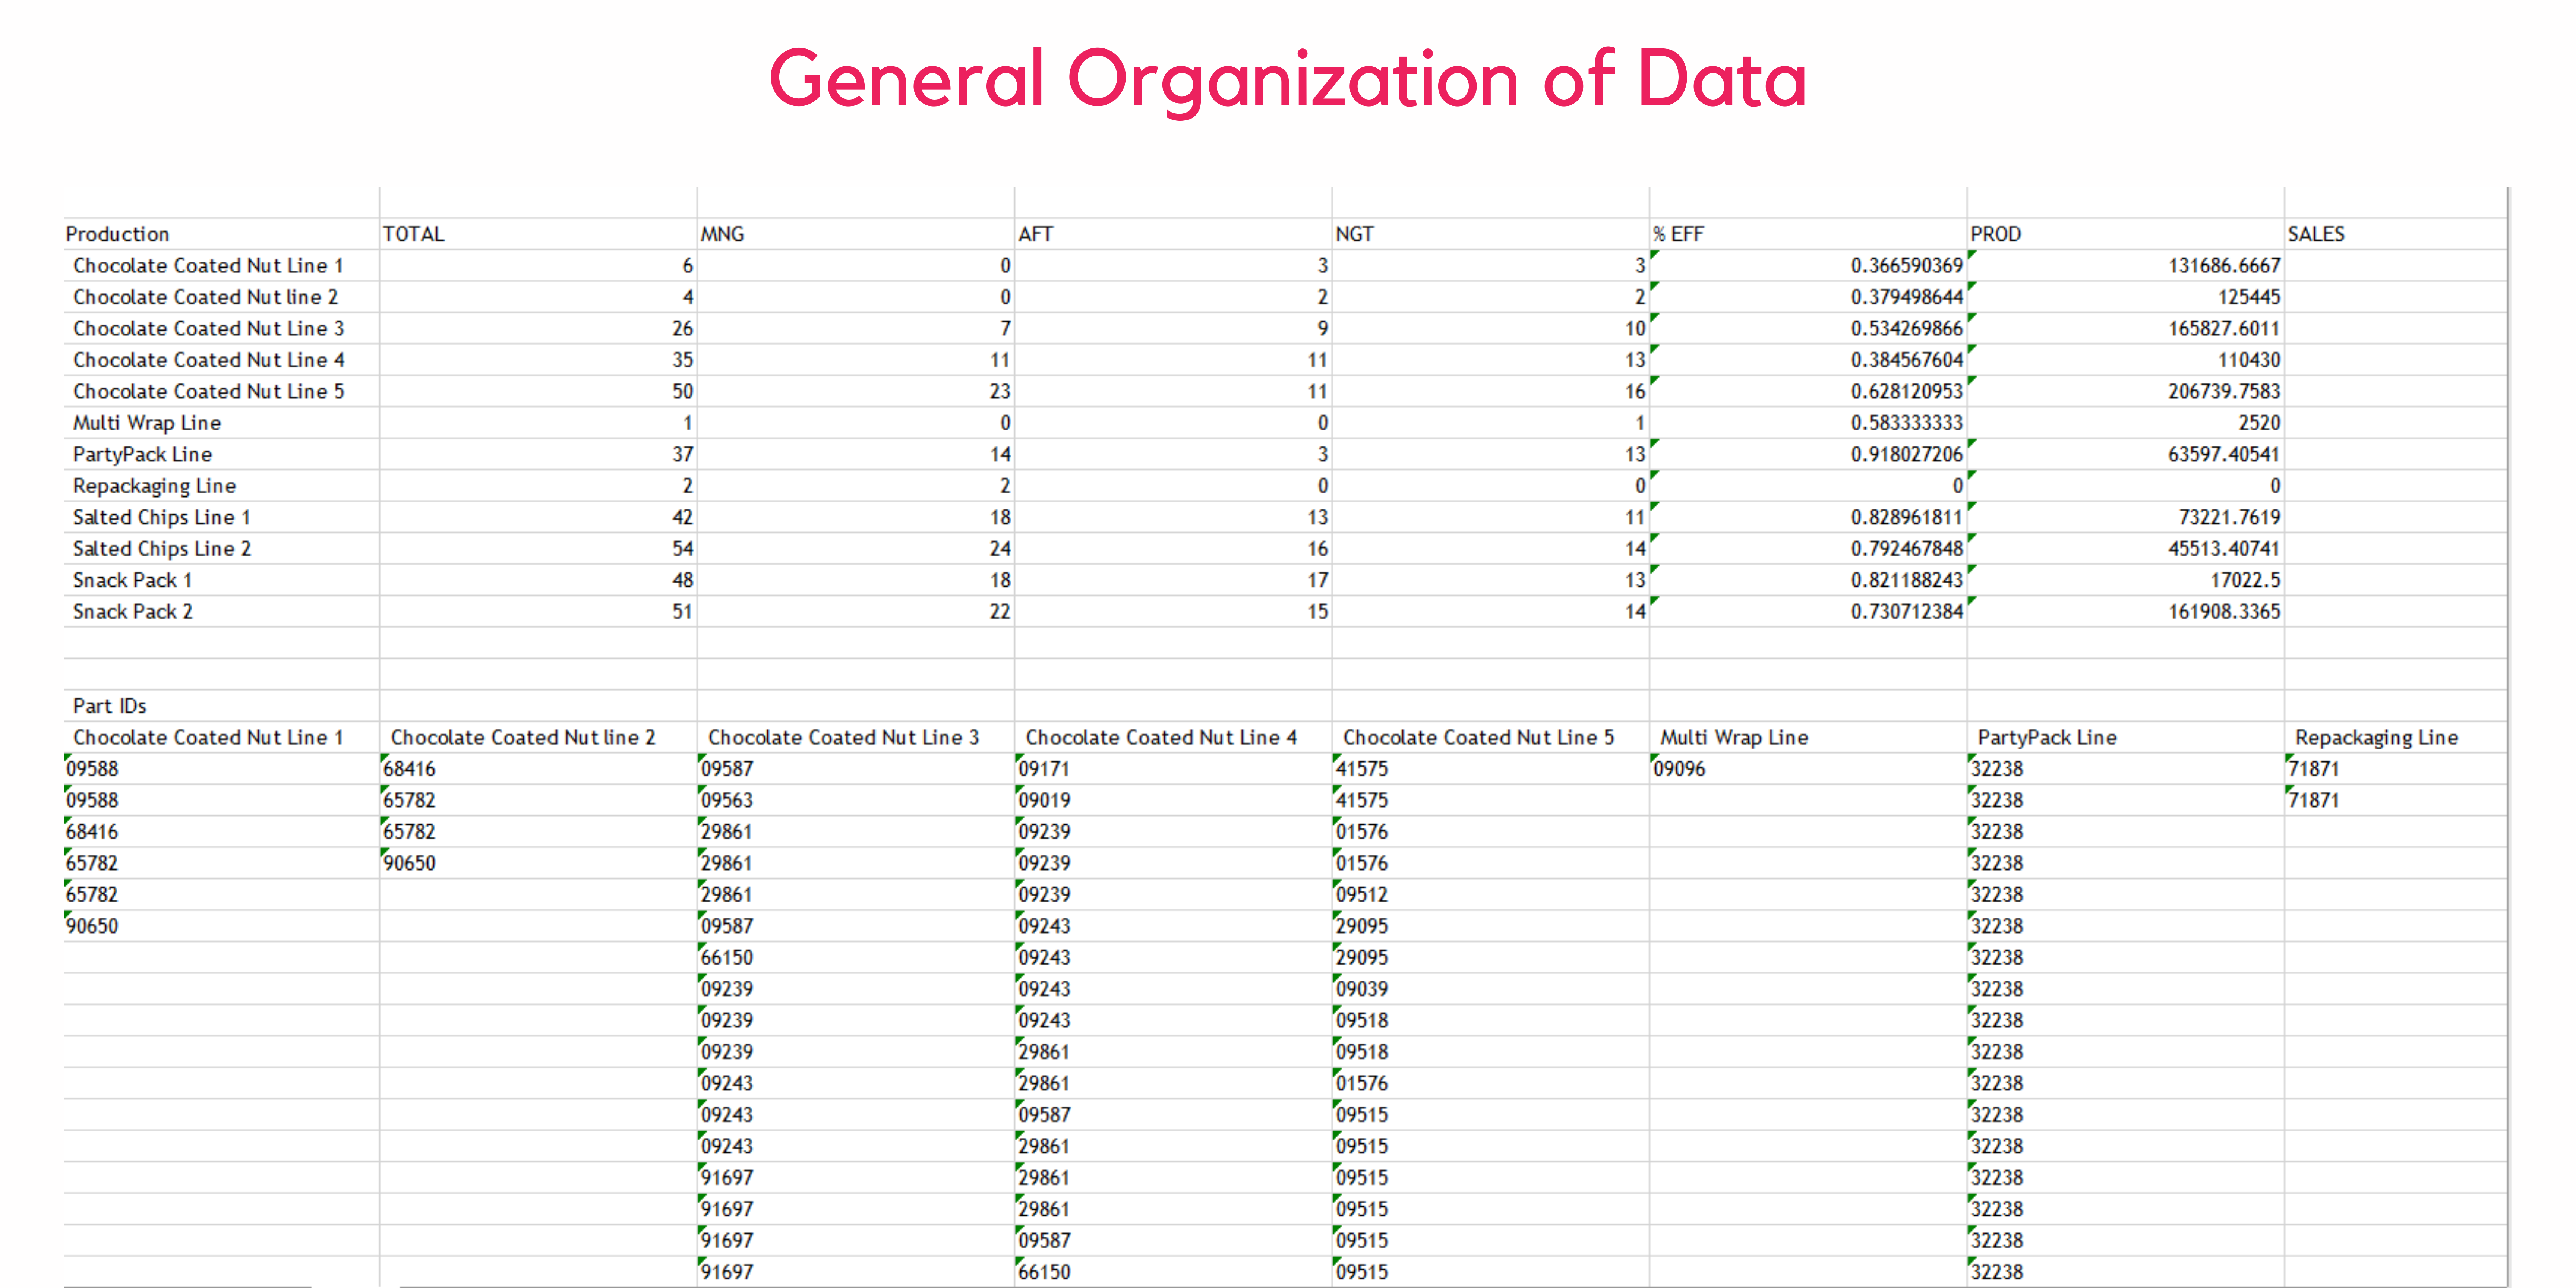 General Organization of Data
Production TOTAL MNG AFT NGT % EFF PROD SALES
Chocolate Coated Nut Line 1 6 0 3 3 0.366590369 131686.6667
Chocolate Coated Nut line 2 4 0 2 2 0.379498644 125445
Chocolate Coated Nut Line 3 26 7 9 10 0.534269866 165827.6011
Chocolate Coated Nut Line 4 35 11 11 13 0.384567604 110430
Chocolate Coated Nut Line 5 50 23 11 16 0.628120953 206739.7583
Multi Wrap Line 1 0 0 1 0.583333333 2520
PartyPack Line 37 14 3 13 0.918027206 63597.40541
Repackaging Line 2 2 0 0 0 0
Salted Chips Line 1 42 18 13 11 0.828961811 73221.7619
Salted Chips Line 2 54 24 16 14 0.792467848 45513.40741
Snack Pack 1 48 18 17 13 0.821188243 17022.5
Snack Pack 2 51 22 15 14 0.730712384 161908.3365
Part IDs
Chocolate Coated Nut Line 1 Chocolate Coated Nut line 2 Chocolate Coated Nut Line 3 Chocolate Coated Nut Line 4 Chocolate Coated Nut Line 5 Multi Wrap Line PartyPack Line Repackaging Line
09588 68416 09587 09171 41575 09096 32238 71871
09588 65782 09563 09019 41575 32238 71871
68416 65782 29861 09239 01576 32238
65782 90650 29861 09239 01576 32238
65782 29861 09239 09512 32238
90650 09587 09243 29095 32238
66150 09243 29095 32238
09239 09243 09039 32238
09239 09243 09518 32238
09239 29861 09518 32238
09243 29861 01576 32238
09243 09587 09515 32238
09243 29861 09515 32238
91697 29861 09515 32238
91697 29861 09515 32238
91697 09587 09515 32238
91697 66150 09515 32238